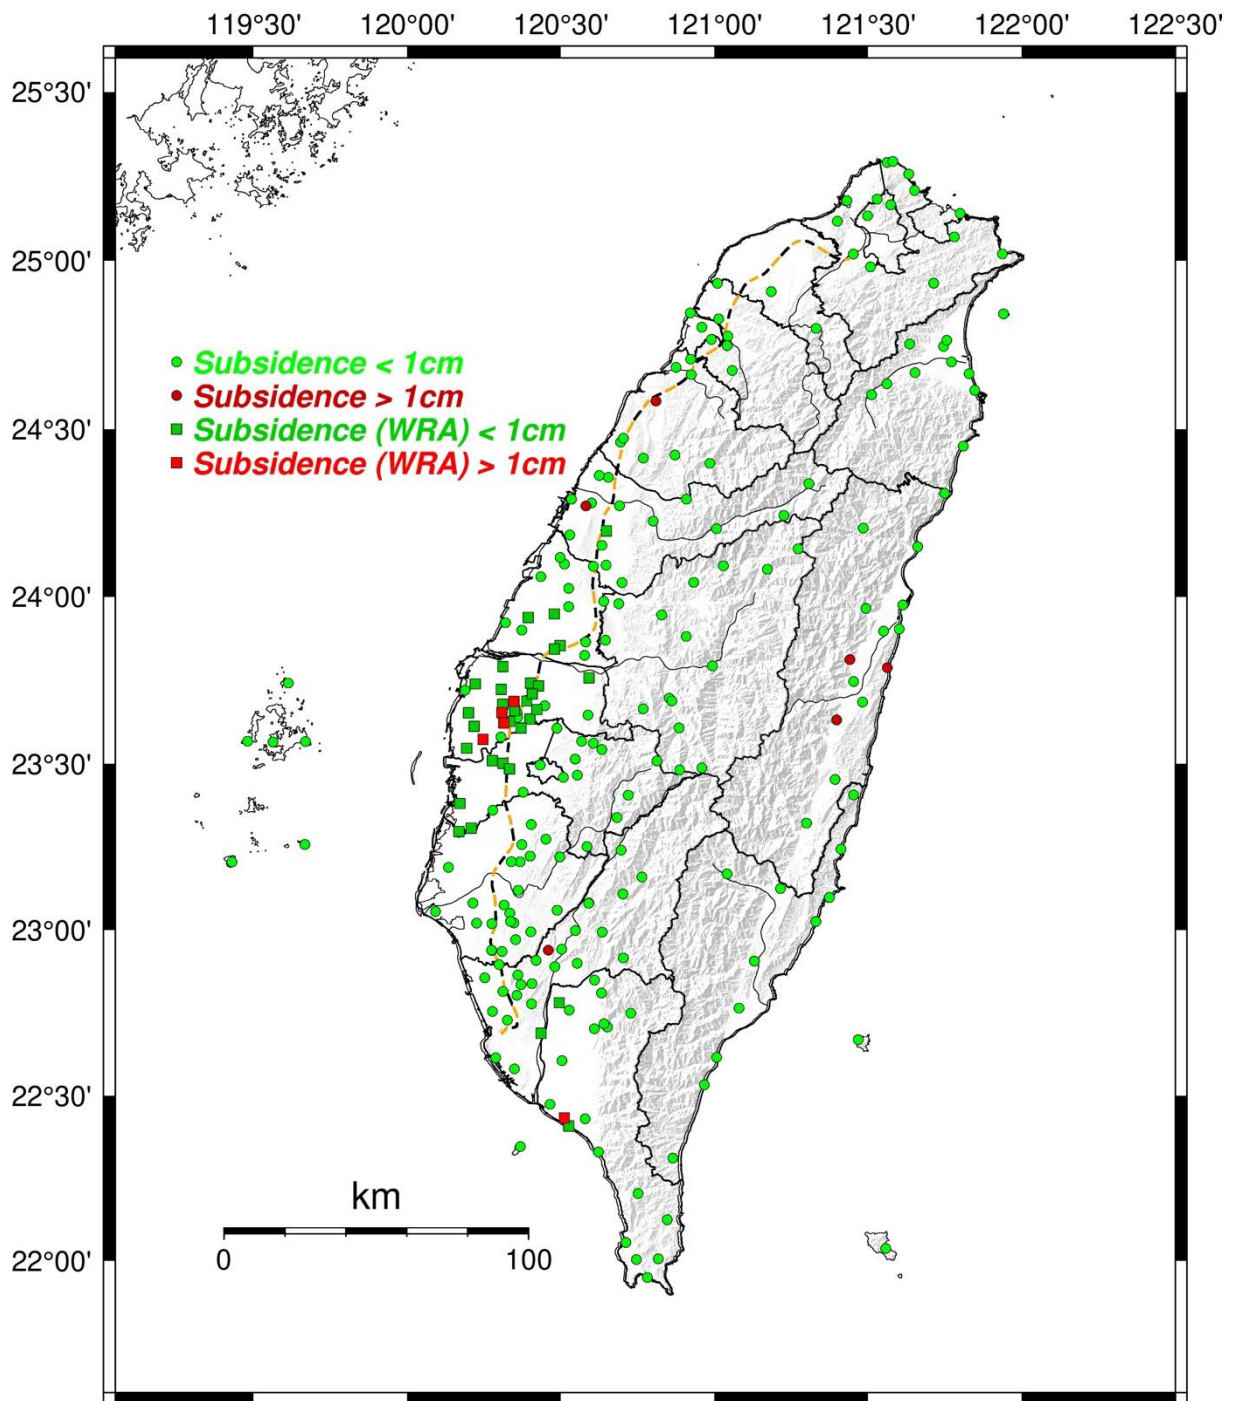 119°30' 120°00' 120°30' 121°00' 121°30' 122°00' 122°30'
25°30'
25°00'
Subsidence < 1cm
Subsidence > 1cm
24°30'
Subsidence (WRA) < 1cm
Subsidence (WRA) > 1cm
24°00'
23°30'
23°00'
22°30'
km
0 100
22°00'